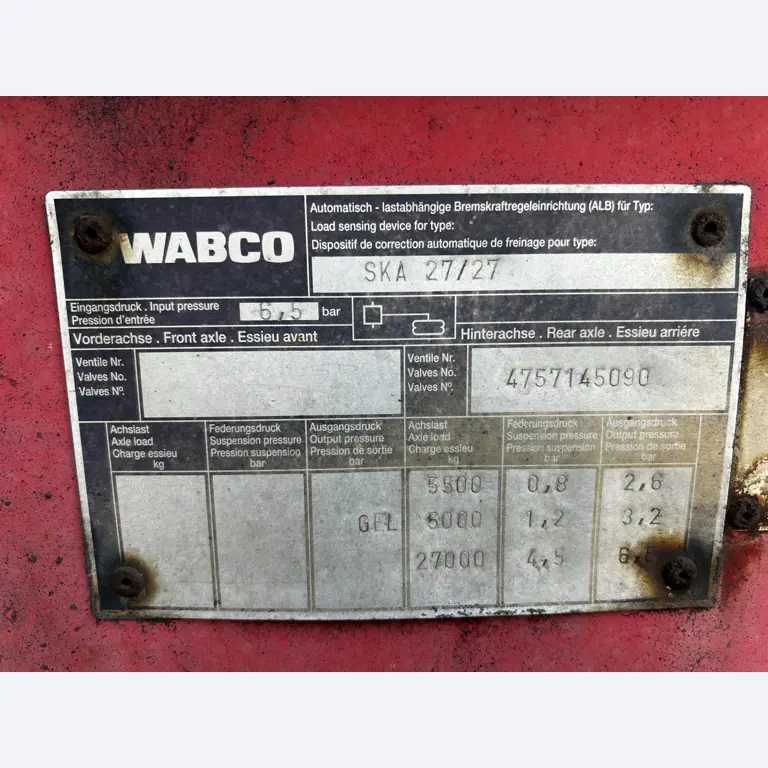 WABCO
Automatisch - lastabhängige Bremskraftregeleinrichtung (ALB) für Typ:
Load sensing device for type:
Dispositif de correction automatique de freinage pour type:
SKA 27/27
Eingangsdruck . Input pressure
Pression d'entrée
6,5 bar
Vorderachse . Front axle . Essieu avant
Hinterachse . Rear axle . Essieu arriére
Ventile Nr.
Valves No.
Valves Nº.
Ventile Nr.
Valves No.
Valves Nº.
4757145090
Achslast
Axle load
Charge essieu
kg
Federungsdruck
Suspension pressure
Pression suspension
bar
Ausgangsdruck
Output pressure
Pression de sortie
bar
Achslast
Axle load
Charge essieu
kg
Federungsdruck
Suspension pressure
Pression suspension
bar
Ausgangsdruck
Output pressure
Pression de sortie
bar
5500 0,8 2,6
1,2 3,2
27000 4,5